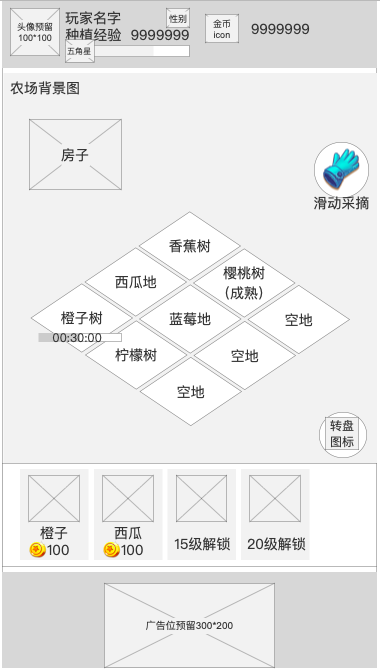 头像预留
100*100
玩家名字
性别
种植经验 9999999
五角星
金币
icon
9999999
农场背景图
房子
滑动采摘
香蕉树
西瓜地
樱桃树
(成熟)
橙子树
蓝莓地
空地
00:30:00
柠檬树
空地
空地
转盘
图标
橙子
100
西瓜
100
15级解锁
20级解锁
广告位预留300*200